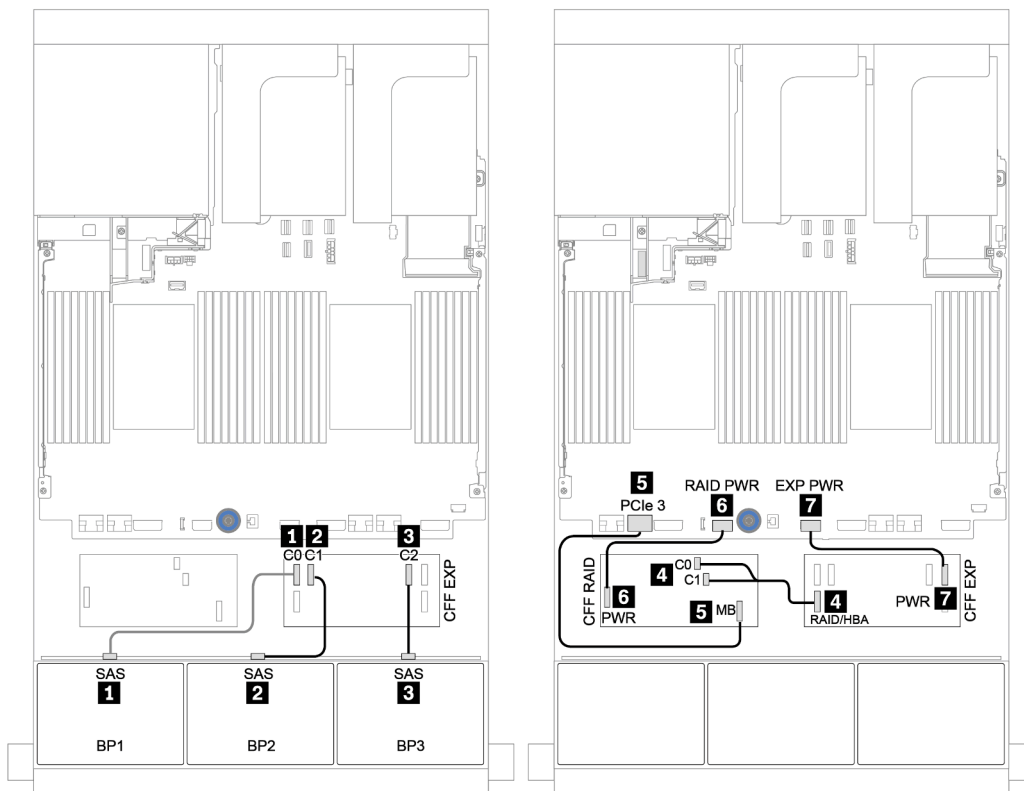 1 2 3
C0 C1 C2
CFF EXP
SAS SAS SAS
1 2 3
BP1 BP2 BP3
5 RAID PWR EXP PWR
PCIe 3 6 7
CFF RAID
4 C0
C1
6
PWR
5 MB
4
RAID/HBA
PWR 7
CFF EXP